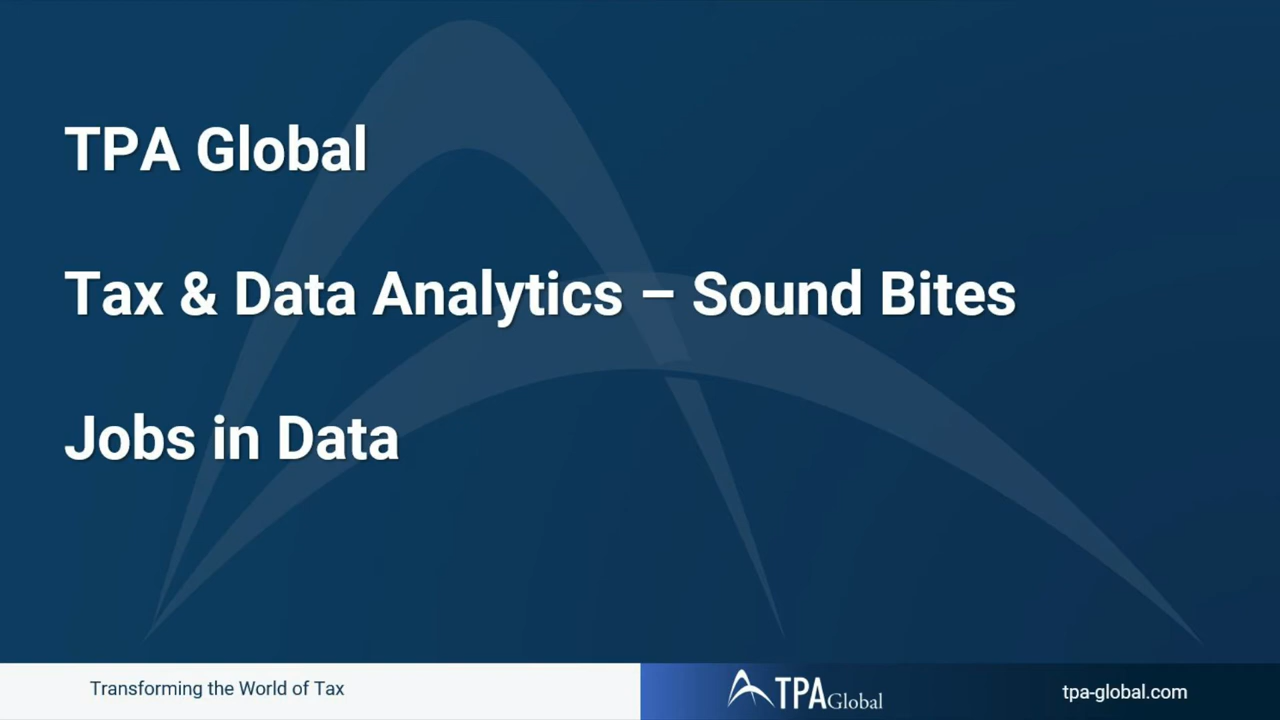 TPA Global
Tax & Data Analytics – Sound Bites
Jobs in Data
Transforming the World of Tax
TPA Global
tpa-global.com